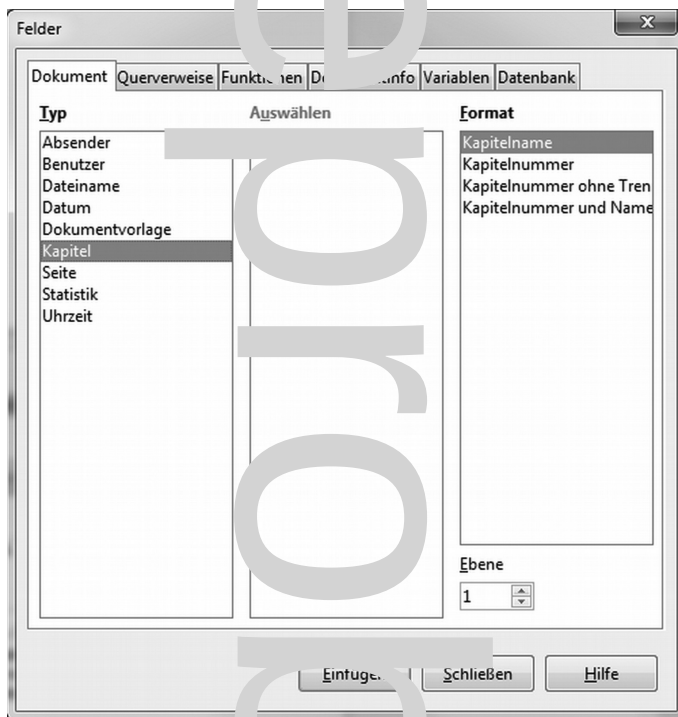 Felder
Dokument Querverweise Variablen Datenbank
Typ
Absender
Benutzer
Dateiname
Datum
Dokumentvorlage
Kapitel
Seite
Statistik
Uhrzeit
Auswählen
Format
Kapitelname
Kapitelnummer
Kapitelnummer ohne Tren
Kapitelnummer und Name
Ebene
1
Schließen Hilfe